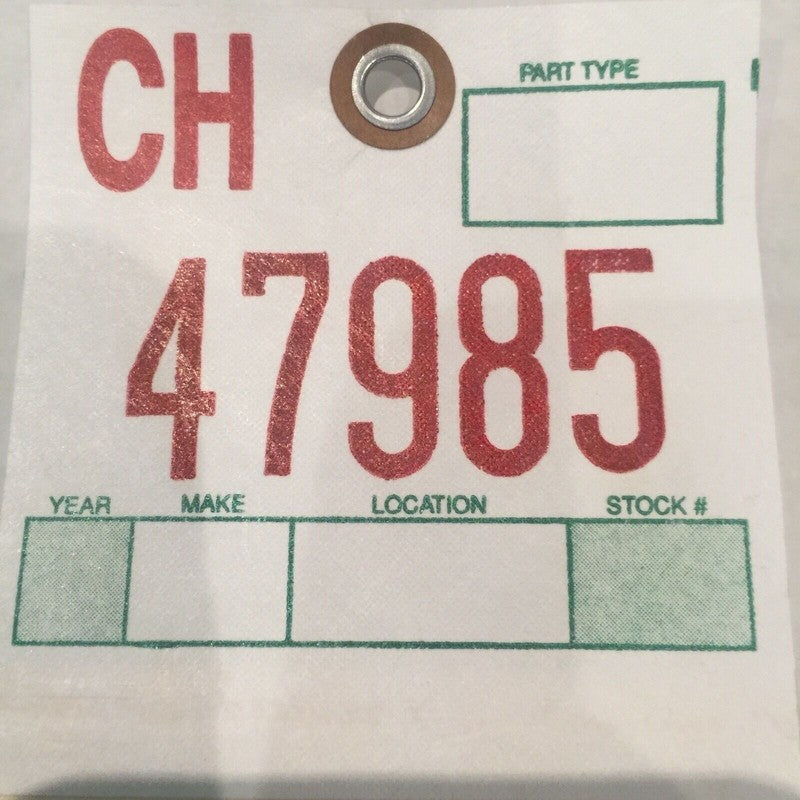 CH
PART TYPE
47985
YEAR MAKE LOCATION STOCK #